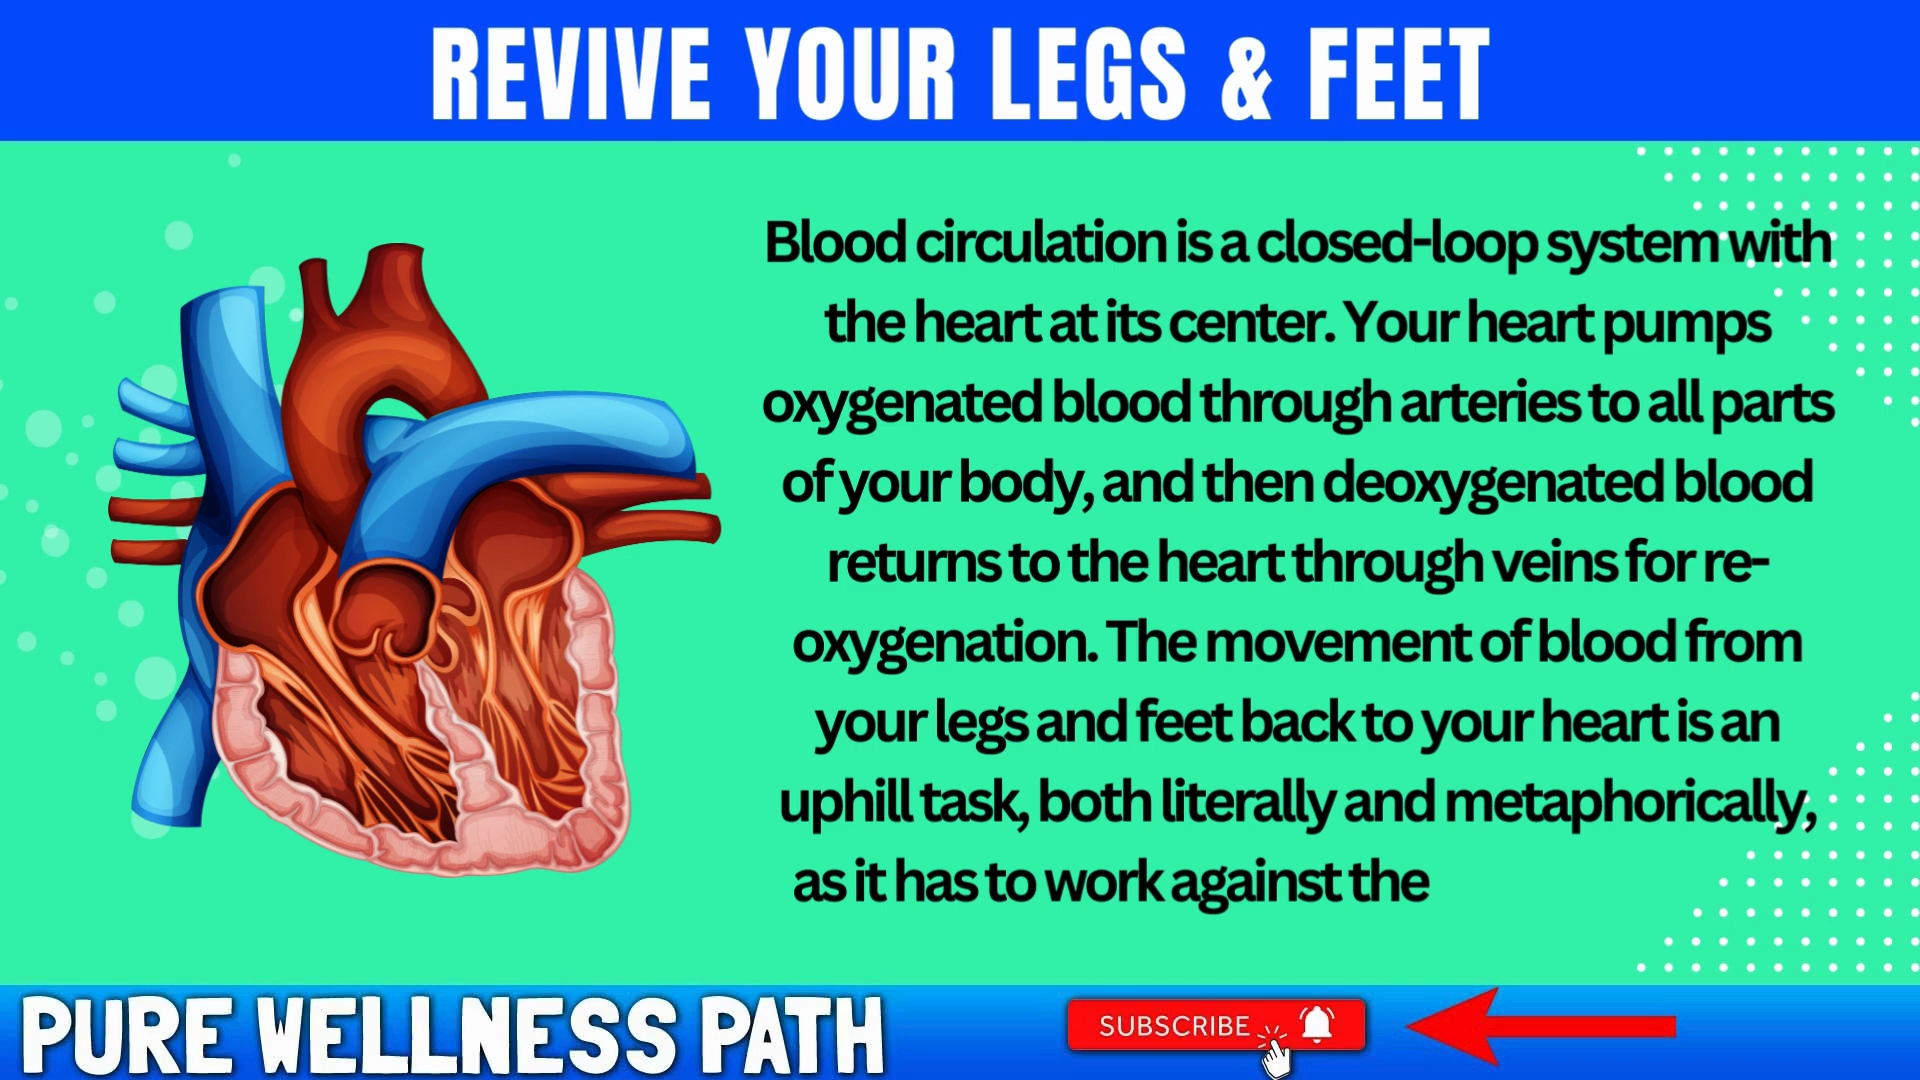 REVIVE YOUR LEGS & FEET
Blood circulation is a closed-loop system with
the heart at its center. Your heart pumps
oxygenated blood through arteries to all parts
of your body, and then deoxygenated blood
returns to the heart through veins for re-
oxygenation. The movement of blood from
your legs and feet back to your heart is an
uphill task, both literally and metaphorically,
as it has to work against the
PURE WELLNESS PATH
SUBSCRIBE